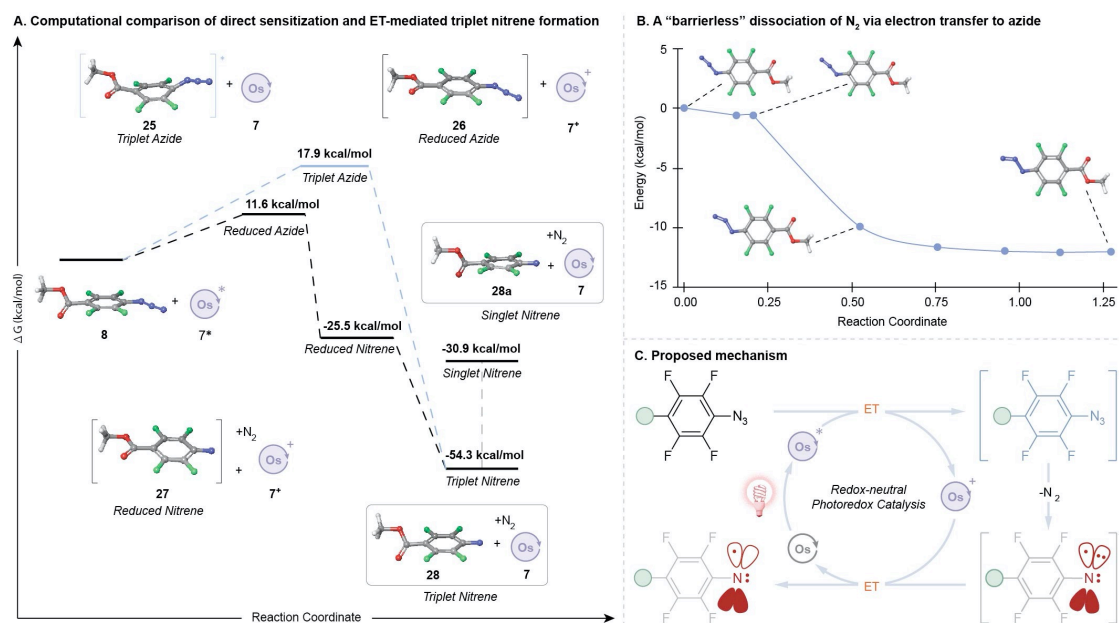 A. Computational comparison of direct sensitization and ET-mediated triplet nitrene formation
Δ G (kcal/mol)
*
+
Os
25
7
Triplet Azide
+
Os
+
26
7+
Reduced Azide
17.9 kcal/mol
Triplet Azide
11.6 kcal/mol
Reduced Azide
+
Os
*
8
7*
-25.5 kcal/mol
Reduced Nitrene
+N2
+
Os
28a
7
Singlet Nitrene
-30.9 kcal/mol
Singlet Nitrene
-54.3 kcal/mol
Triplet Nitrene
+N2
+
Os
+
27
7+
Reduced Nitrene
+N2
+
Os
28
7
Triplet Nitrene
Reaction Coordinate
B. A “barrierless” dissociation of N2 via electron transfer to azide
Energy (kcal/mol)
5
0
-5
-10
-15
0.00
0.25
0.50
0.75
1.00
1.25
Reaction Coordinate
C. Proposed mechanism
F
F
N3
F
F
ET
F
F
N3
F
F
Os
*
Redox-neutral
Photoredox Catalysis
Os
+
-N2
Os
F
F
N:
F
F
ET
F
F
N:
F
F